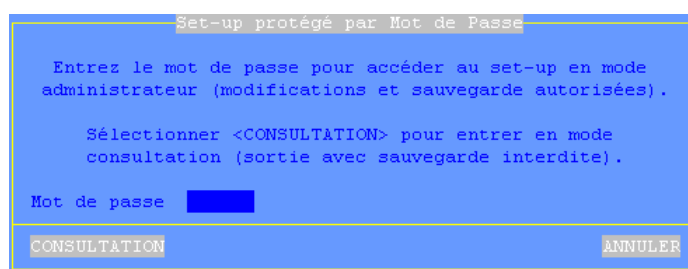 Set-up protégé par Mot de Passe
Entrez le mot de passe pour accéder au set-up en mode
administrateur (modifications et sauvegarde autorisées).
Sélectionner <CONSULTATION> pour entrer en mode
consultation (sortie avec sauvegarde interdite).
Mot de passe
CONSULTATION ANNULER